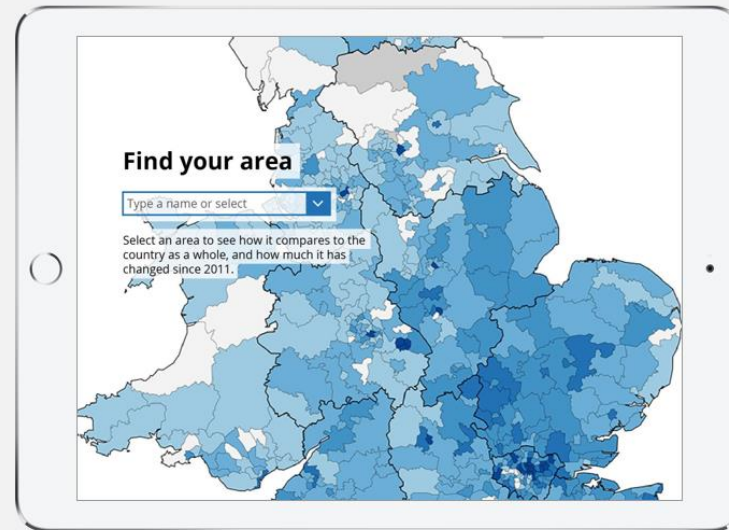 Find your area
Type a name or select
Select an area to see how it compares to the
country as a whole, and how much it has
changed since 2011.